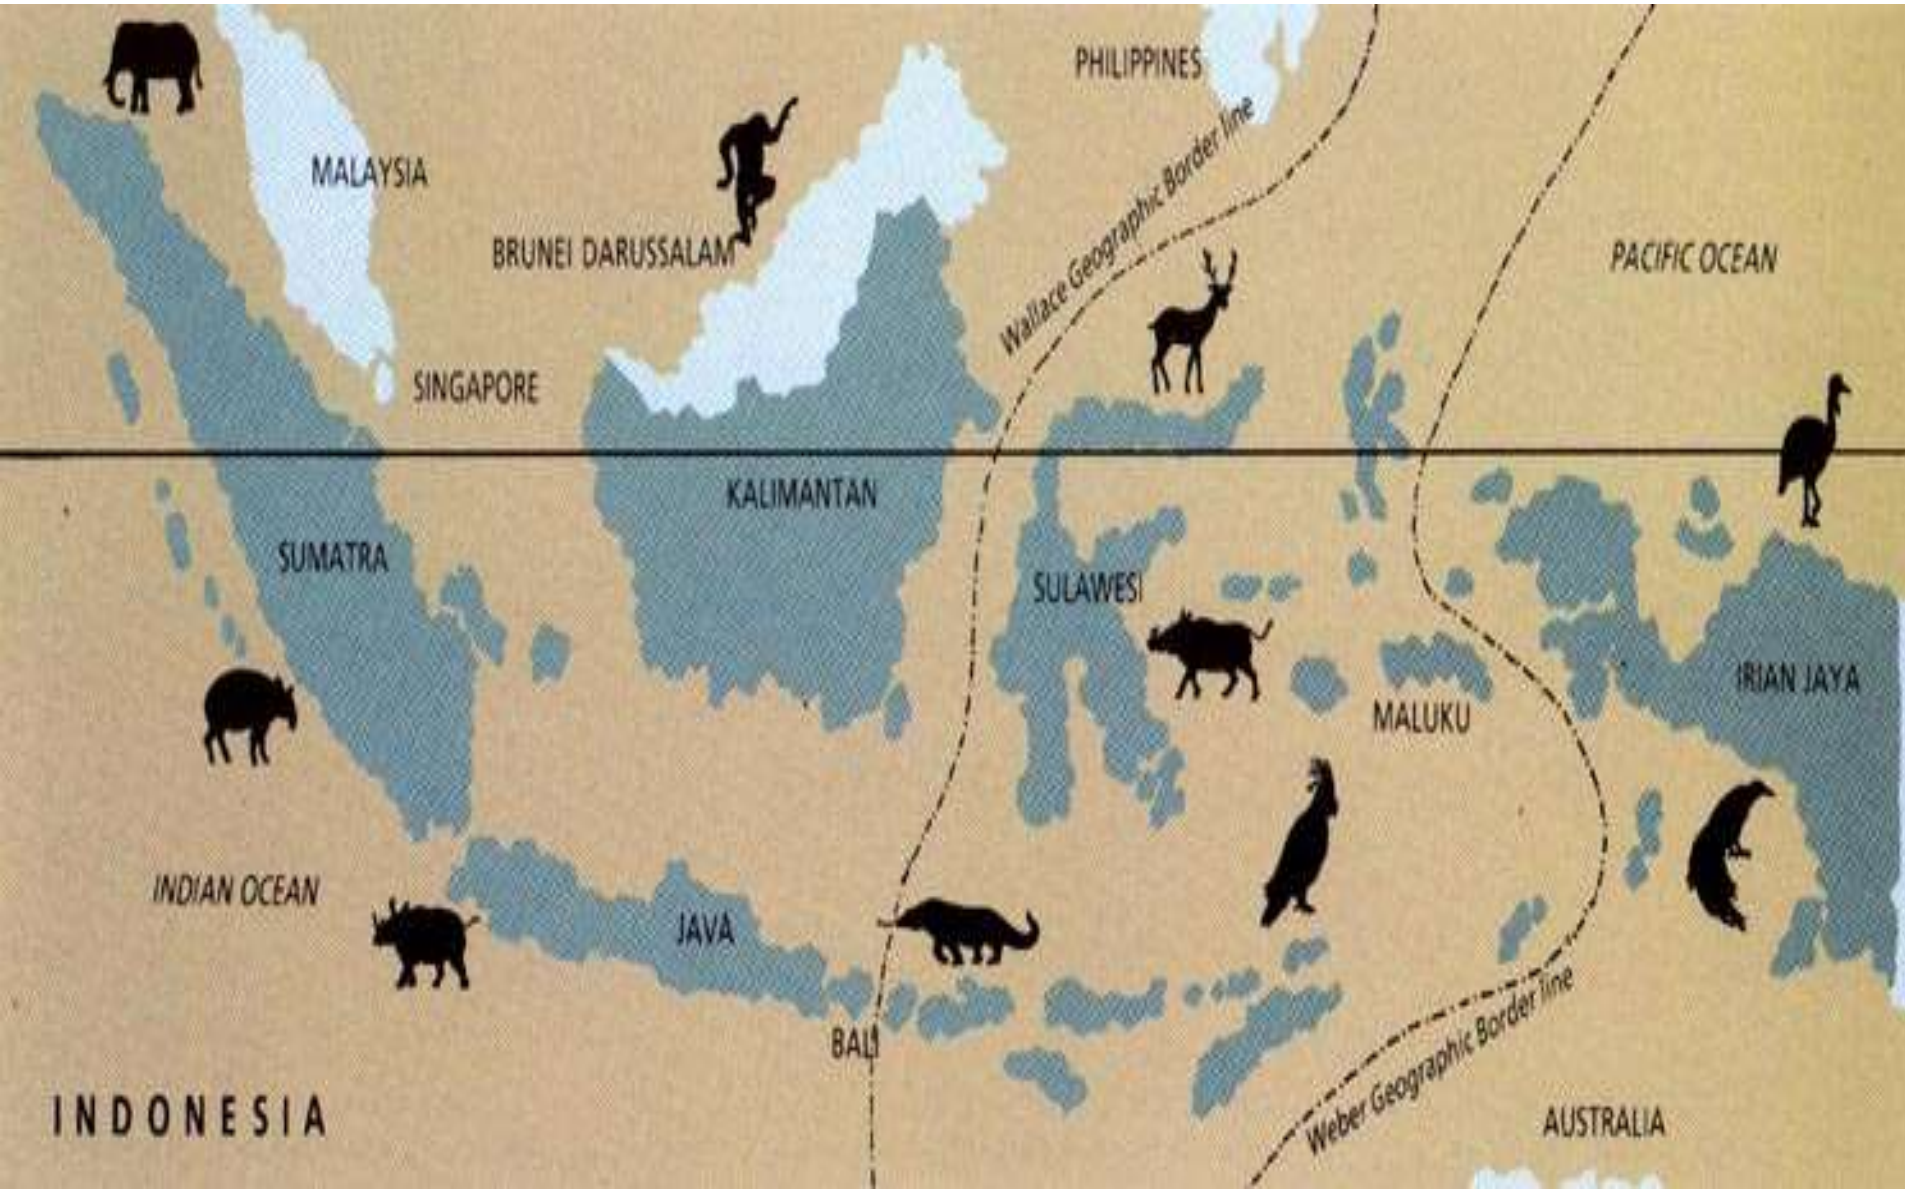 PHILIPPINES
MALAYSIA
Wallace Geographic Border line
BRUNEI DARUSSALAM
PACIFIC OCEAN
SINGAPORE
KALIMANTAN
SUMATRA
SULAWESI
IRIAN JAYA
MALUKU
INDIAN OCEAN
JAVA
BALI
Weber Geographic Border line
INDONESIA
AUSTRALIA